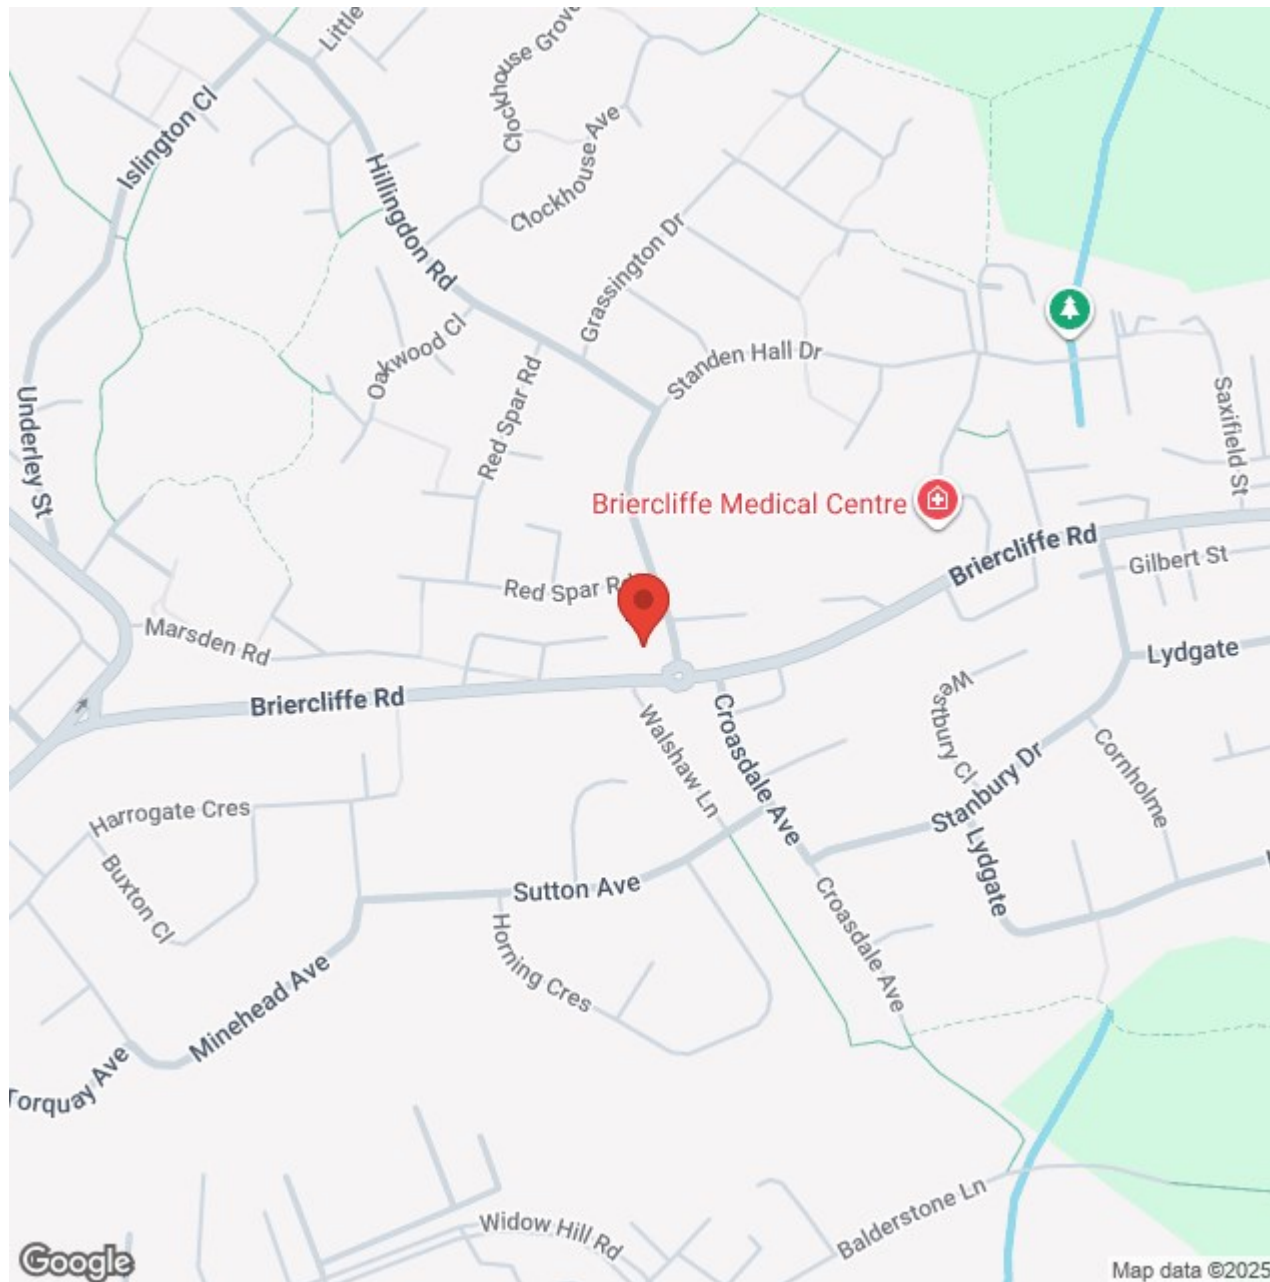 Little
Clockhouse Grove
Islington Cl
Clockhouse Ave
Hillingdon Rd
Grassington Dr
Oakwood Cl
Standen Hall Dr
Red Spar Rd
Underley St
Saxifield St
Briercliffe Medical Centre
Briercliffe Rd
Gilbert St
Red Spar Rd
Marsden Rd
Lydgate
Briercliffe Rd
Westbury Cl
Walshaw Ln
Croasdale Ave
Cornholme
Stanbury Dr
Harrogate Cres
Buxton Cl
Lydgate
Sutton Ave
Croasdale Ave
Horning Cres
Minehead Ave
Torquay Ave
Balderstone Ln
Widow Hill Rd
Google
Map data ©2025